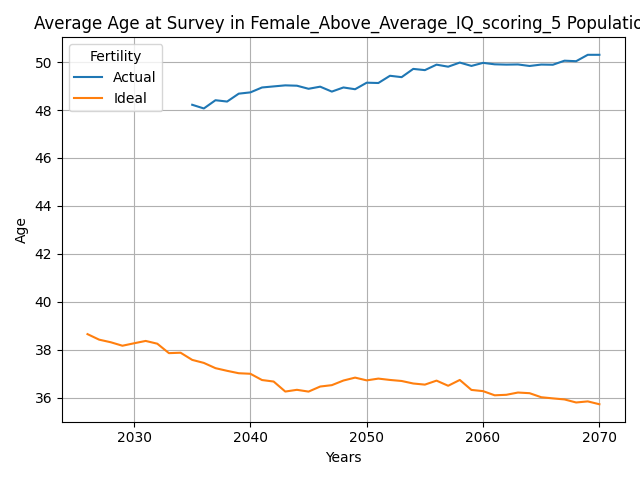 Average Age at Survey in Female_Above_Average_IQ_scoring_5 Populatio
Fertility
Actual
Ideal
50
48
46
44
42
40
38
36
Age
2030 2040 2050 2060 2070
Years